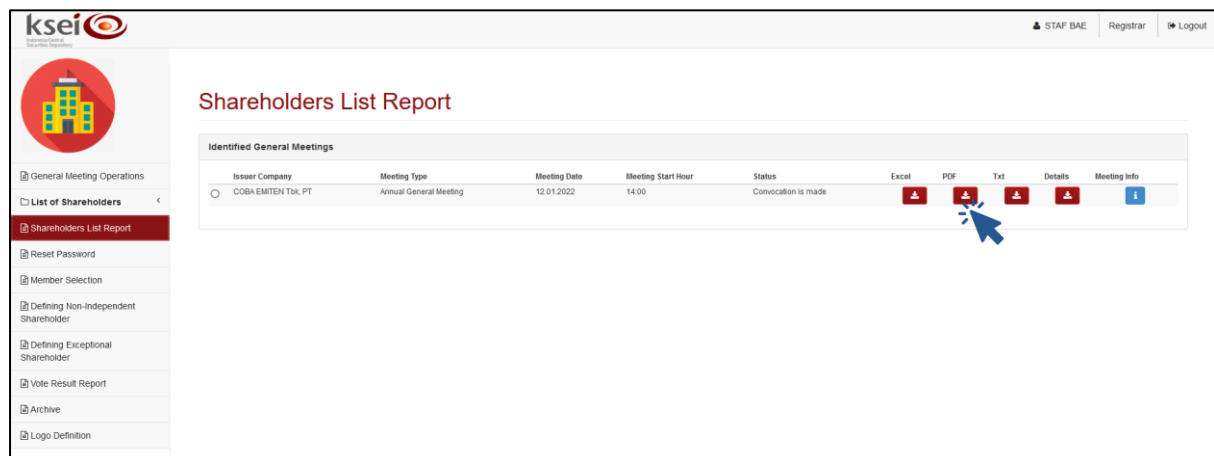 ksei
Indonesia Central
Securities Depository
STAF BAE
Registrar
Logout
Shareholders List Report
Identified General Meetings
Issuer Company Meeting Type Meeting Date Meeting Start Hour Status Excel PDF Txt Details Meeting Info
COBA EMITEN Tbk, PT Annual General Meeting 12.01.2022 14:00 Convocation is made
General Meeting Operations
List of Shareholders
Shareholders List Report
Reset Password
Member Selection
Defining Non-Independent
Shareholder
Defining Exceptional
Shareholder
Vote Result Report
Archive
Logo Definition